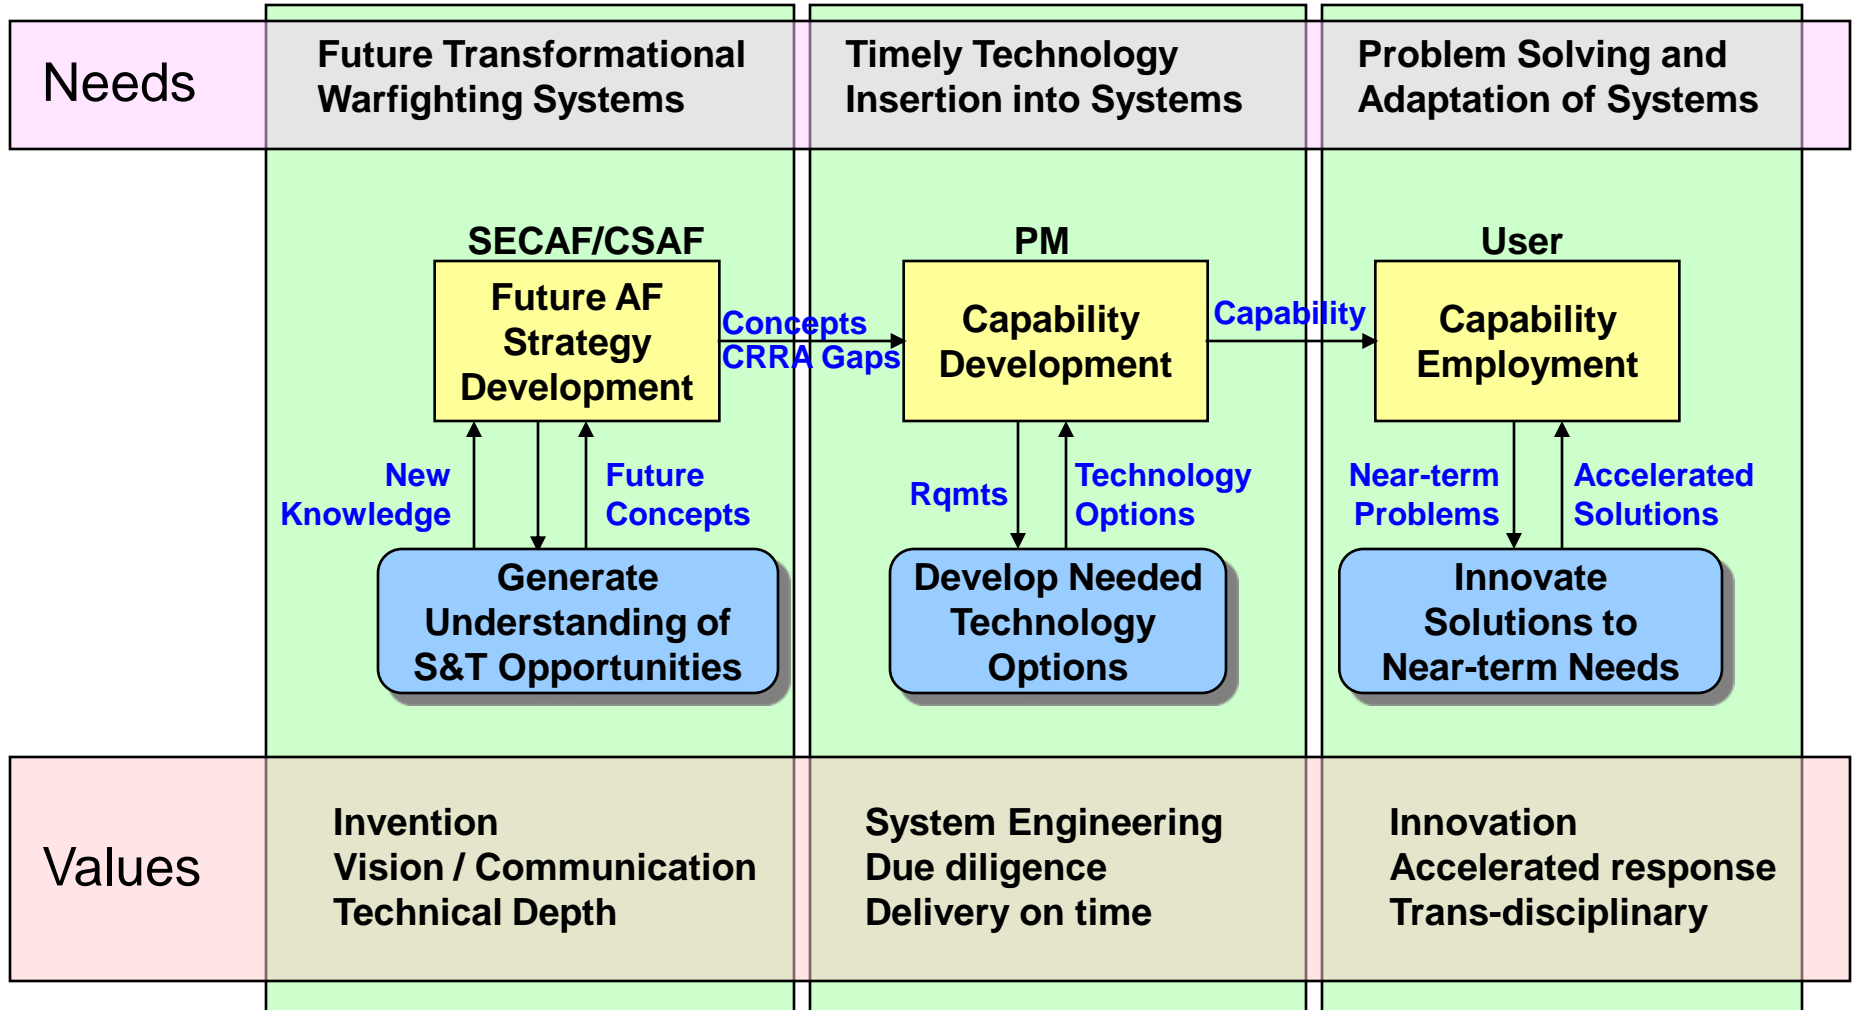 Needs
Future Transformational
Warfighting Systems
Timely Technology
Insertion into Systems
Problem Solving and
Adaptation of Systems
SECAF/CSAF
PM
User
Future AF
Strategy
Development
Concepts
CRRA Gaps
Capability
Development
Capability
Capability
Employment
New
Knowledge
Future
Concepts
Rqmts
Technology
Options
Near-term
Problems
Accelerated
Solutions
Generate
Understanding of
S&T Opportunities
Develop Needed
Technology
Options
Innovate
Solutions to
Near-term Needs
Values
Invention
Vision / Communication
Technical Depth
System Engineering
Due diligence
Delivery on time
Innovation
Accelerated response
Trans-disciplinary